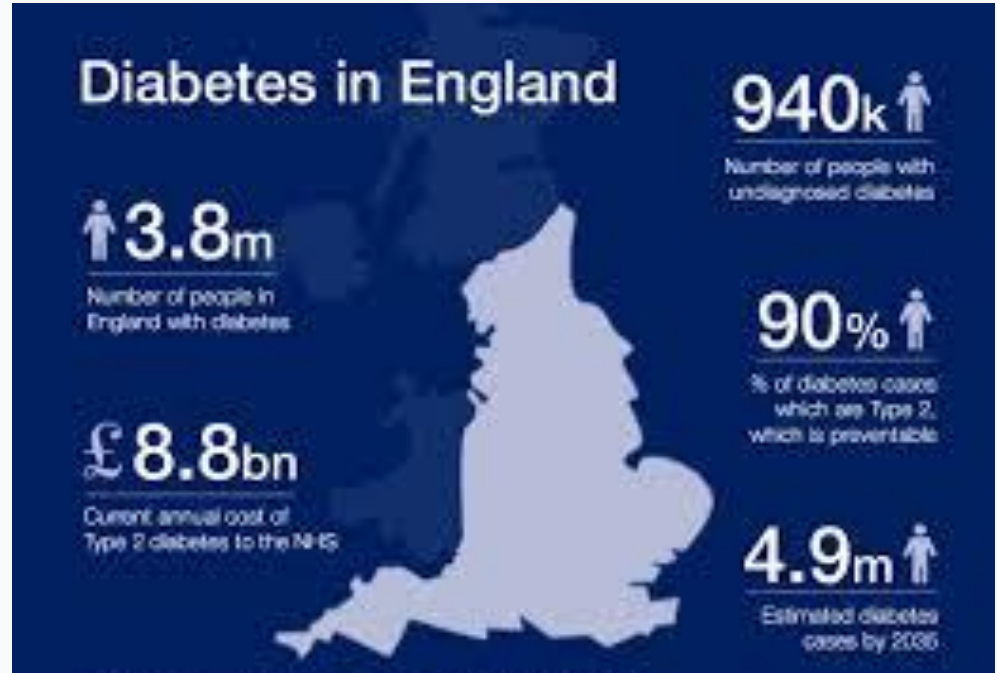 Diabetes in England
3.8m
Number of people in
England with diabetes
£8.8bn
Current annual cost of
Type 2 diabetes to the NHS
940k
Number of people with
undiagnosed diabetes
90%
% of diabetes cases
which are Type 2,
which is preventable
4.9m
Estimated diabetes
cases by 2035